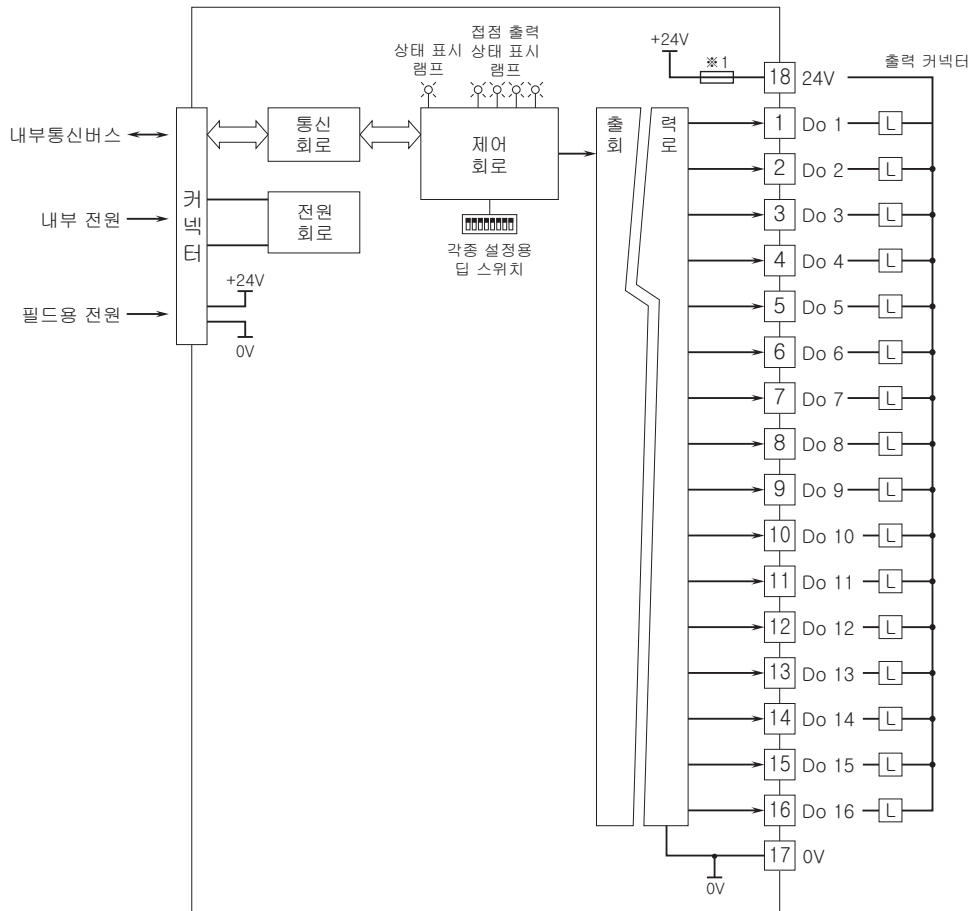 상태 표시
램프
접점 출력
상태 표시
램프
+24V
※1
18 24V
출력 커넥터
내부통신버스
통신
회로
제어
회로
출
회
력
로
1 Do 1 L
2 Do 2 L
3 Do 3 L
4 Do 4 L
5 Do 5 L
6 Do 6 L
7 Do 7 L
8 Do 8 L
9 Do 9 L
10 Do 10 L
11 Do 11 L
12 Do 12 L
13 Do 13 L
14 Do 14 L
15 Do 15 L
16 Do 16 L
17 0V
0V
커
넥
터
내부 전원
전원
회로
각종 설정용
딥 스위치
필드용 전원
+24V
0V